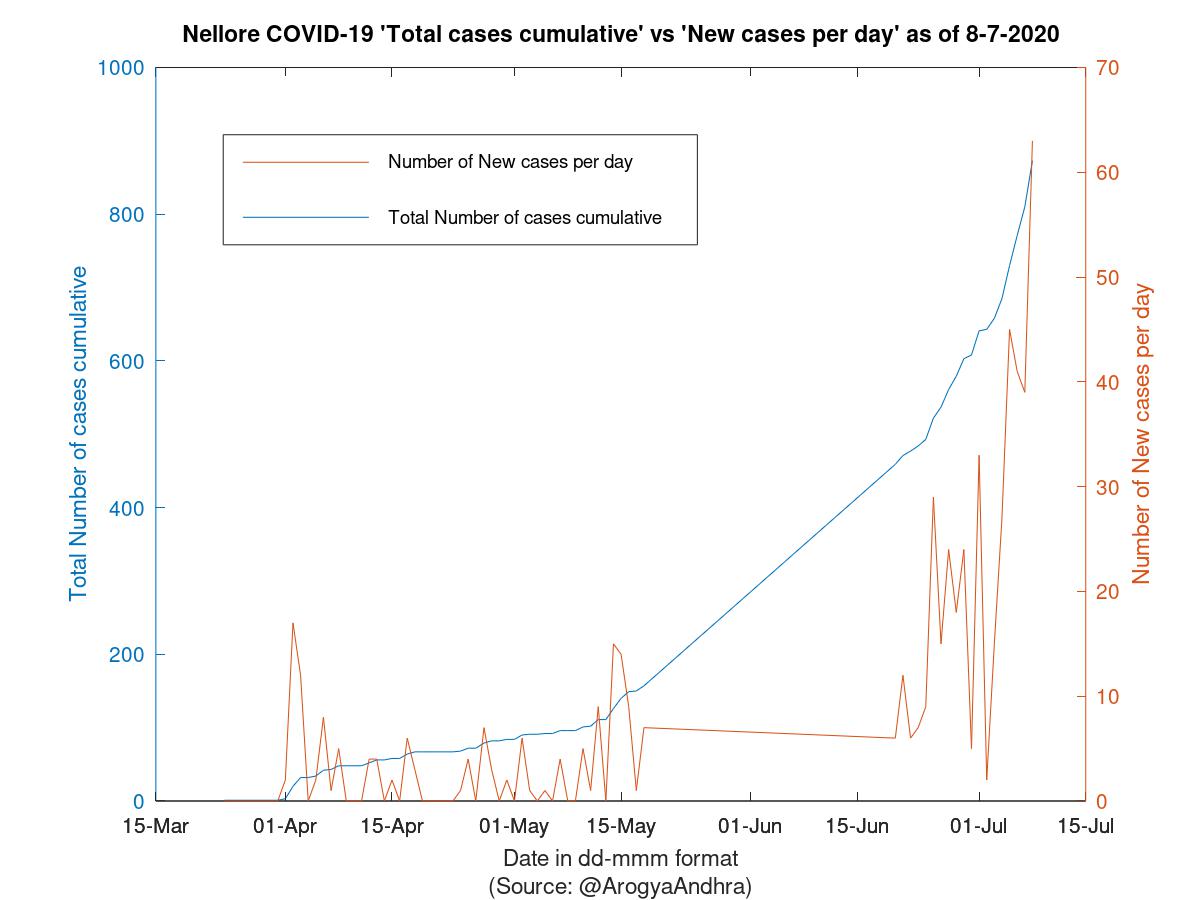 Nellore COVID-19 'Total cases cumulative' vs 'New cases per day' as of 8-7-2020
1000
800
600
400
200
0
Total Number of cases cumulative
Number of New cases per day
Total Number of cases cumulative
70
60
50
40
30
20
10
0
Number of New cases per day
15-Mar 01-Apr 15-Apr 01-May 15-May 01-Jun 15-Jun 01-Jul 15-Jul
Date in dd-mmm format
(Source: @ArogyaAndhra)